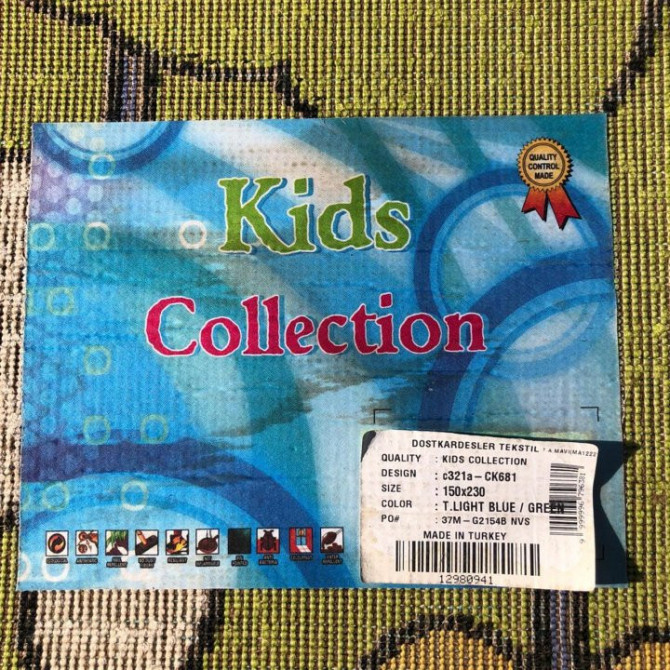 QUALITY
CONTROL
MADE
Kids
Collection
DOSTKARDESLER TEKSTIL
QUALITY : KIDS COLLECTION
DESIGN : c321a-CK681
SIZE : 150x230
COLOR : T.LIGHT BLUE / GREEN
PO# : 37M-G2154B NVS
MADE IN TURKEY
12980941